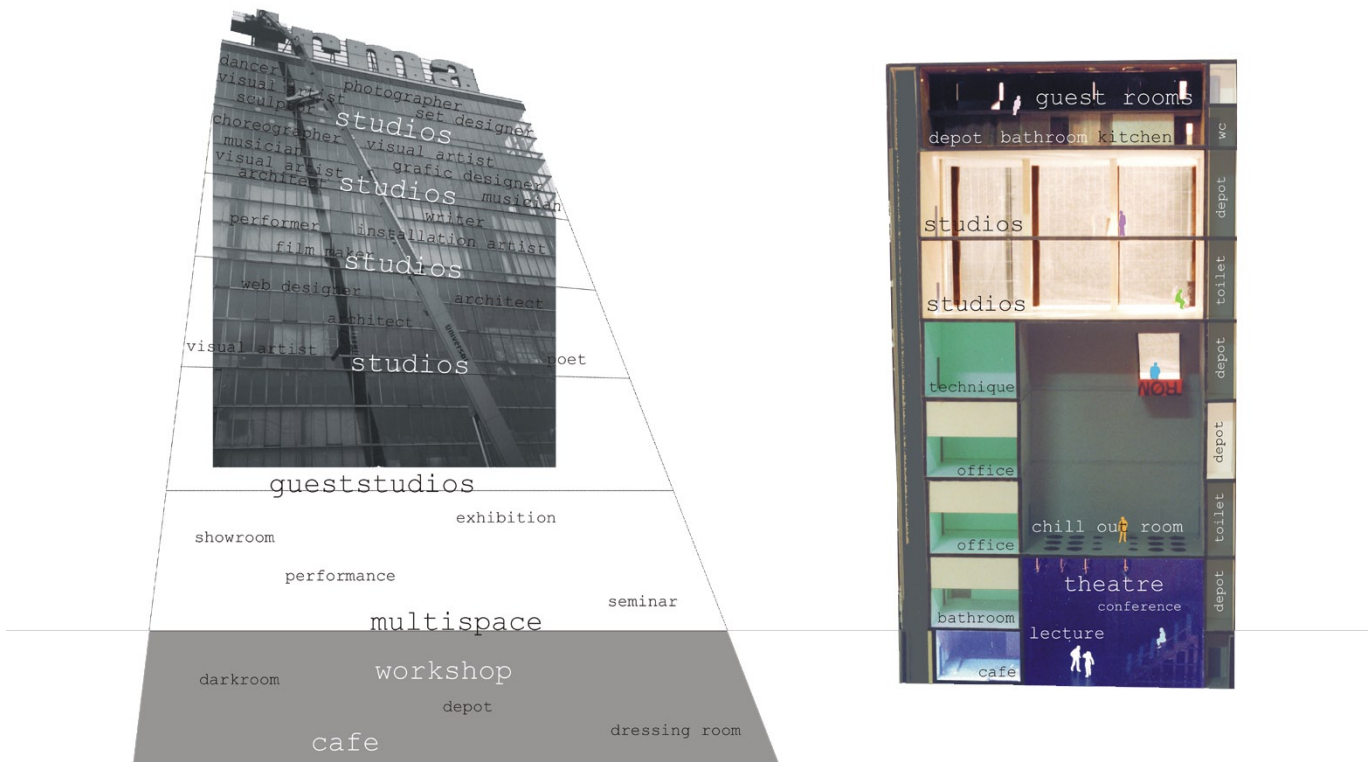 rma
dancer
visual artist
photographer
sculptor
set designer
studios
choreographer
musician
visual artist
visual artist
grafic designer
architect
studios
musician
performer
writer
installation artist
film maker
studios
web designer
architect
architect
visual artist
studios
poet
gueststudios
exhibition
showroom
performance
seminar
multispace
workshop
darkroom
depot
dressing room
cafe
guest rooms
depot bathroom kitchen
wc
studios
depot
studios
toilet
technique
depot
office
depot
office
chill out room
toilet
theatre
conference
bathroom
depot
lecture
cafe